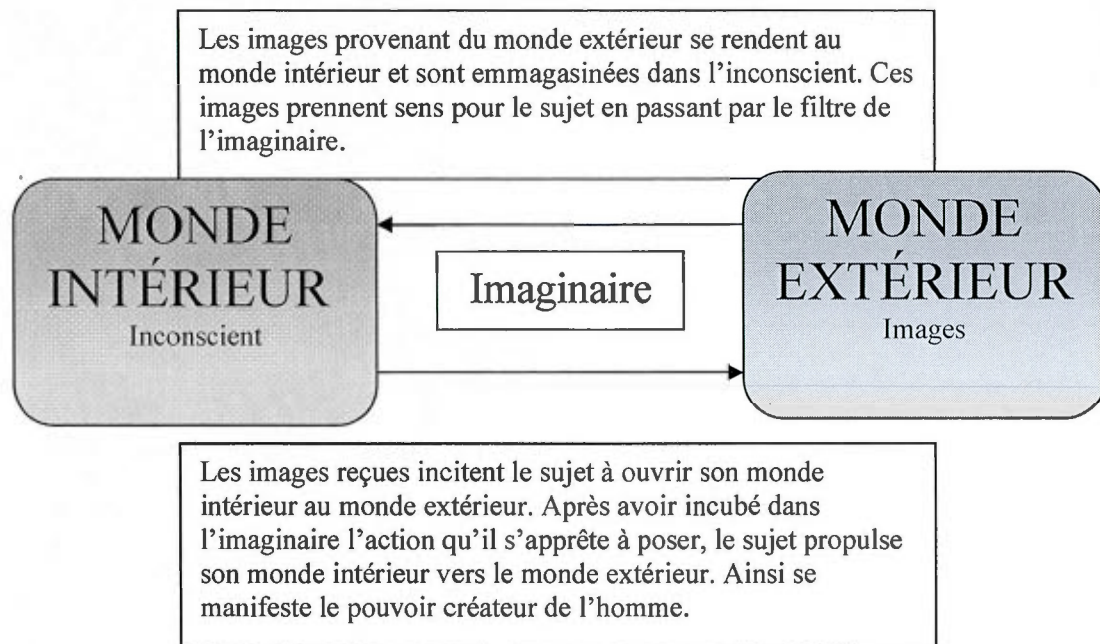 Les images provenant du monde extérieur se rendent au
monde intérieur et sont emmagasinées dans l'inconscient. Ces
images prennent sens pour le sujet en passant par le filtre de
l'imaginaire.
MONDE
INTÉRIEUR
Inconscient
Imaginaire
MONDE
EXTÉRIEUR
Images
Les images reçues incitent le sujet à ouvrir son monde
intérieur au monde extérieur. Après avoir incubé dans
l'imaginaire l'action qu'il s'apprête à poser, le sujet propulse
son monde intérieur vers le monde extérieur. Ainsi se
manifeste le pouvoir créateur de l'homme.